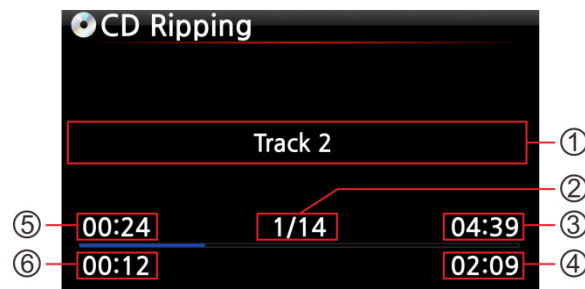 CD Ripping
Track 2
①
②
⑤ 00:24 1/14 04:39 ③
⑥ 00:12 02:09 ④